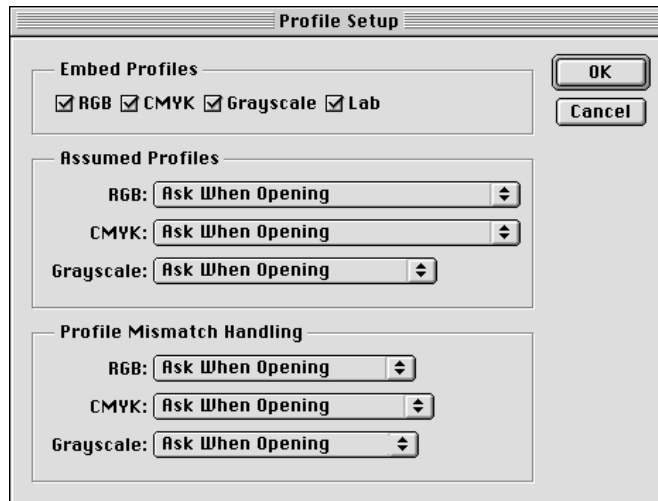 Profile Setup
Embed Profiles
RGB CMYK Grayscale Lab
OK
Cancel
Assumed Profiles
RGB: Ask When Opening
CMYK: Ask When Opening
Grayscale: Ask When Opening
Profile Mismatch Handling
RGB: Ask When Opening
CMYK: Ask When Opening
Grayscale: Ask When Opening